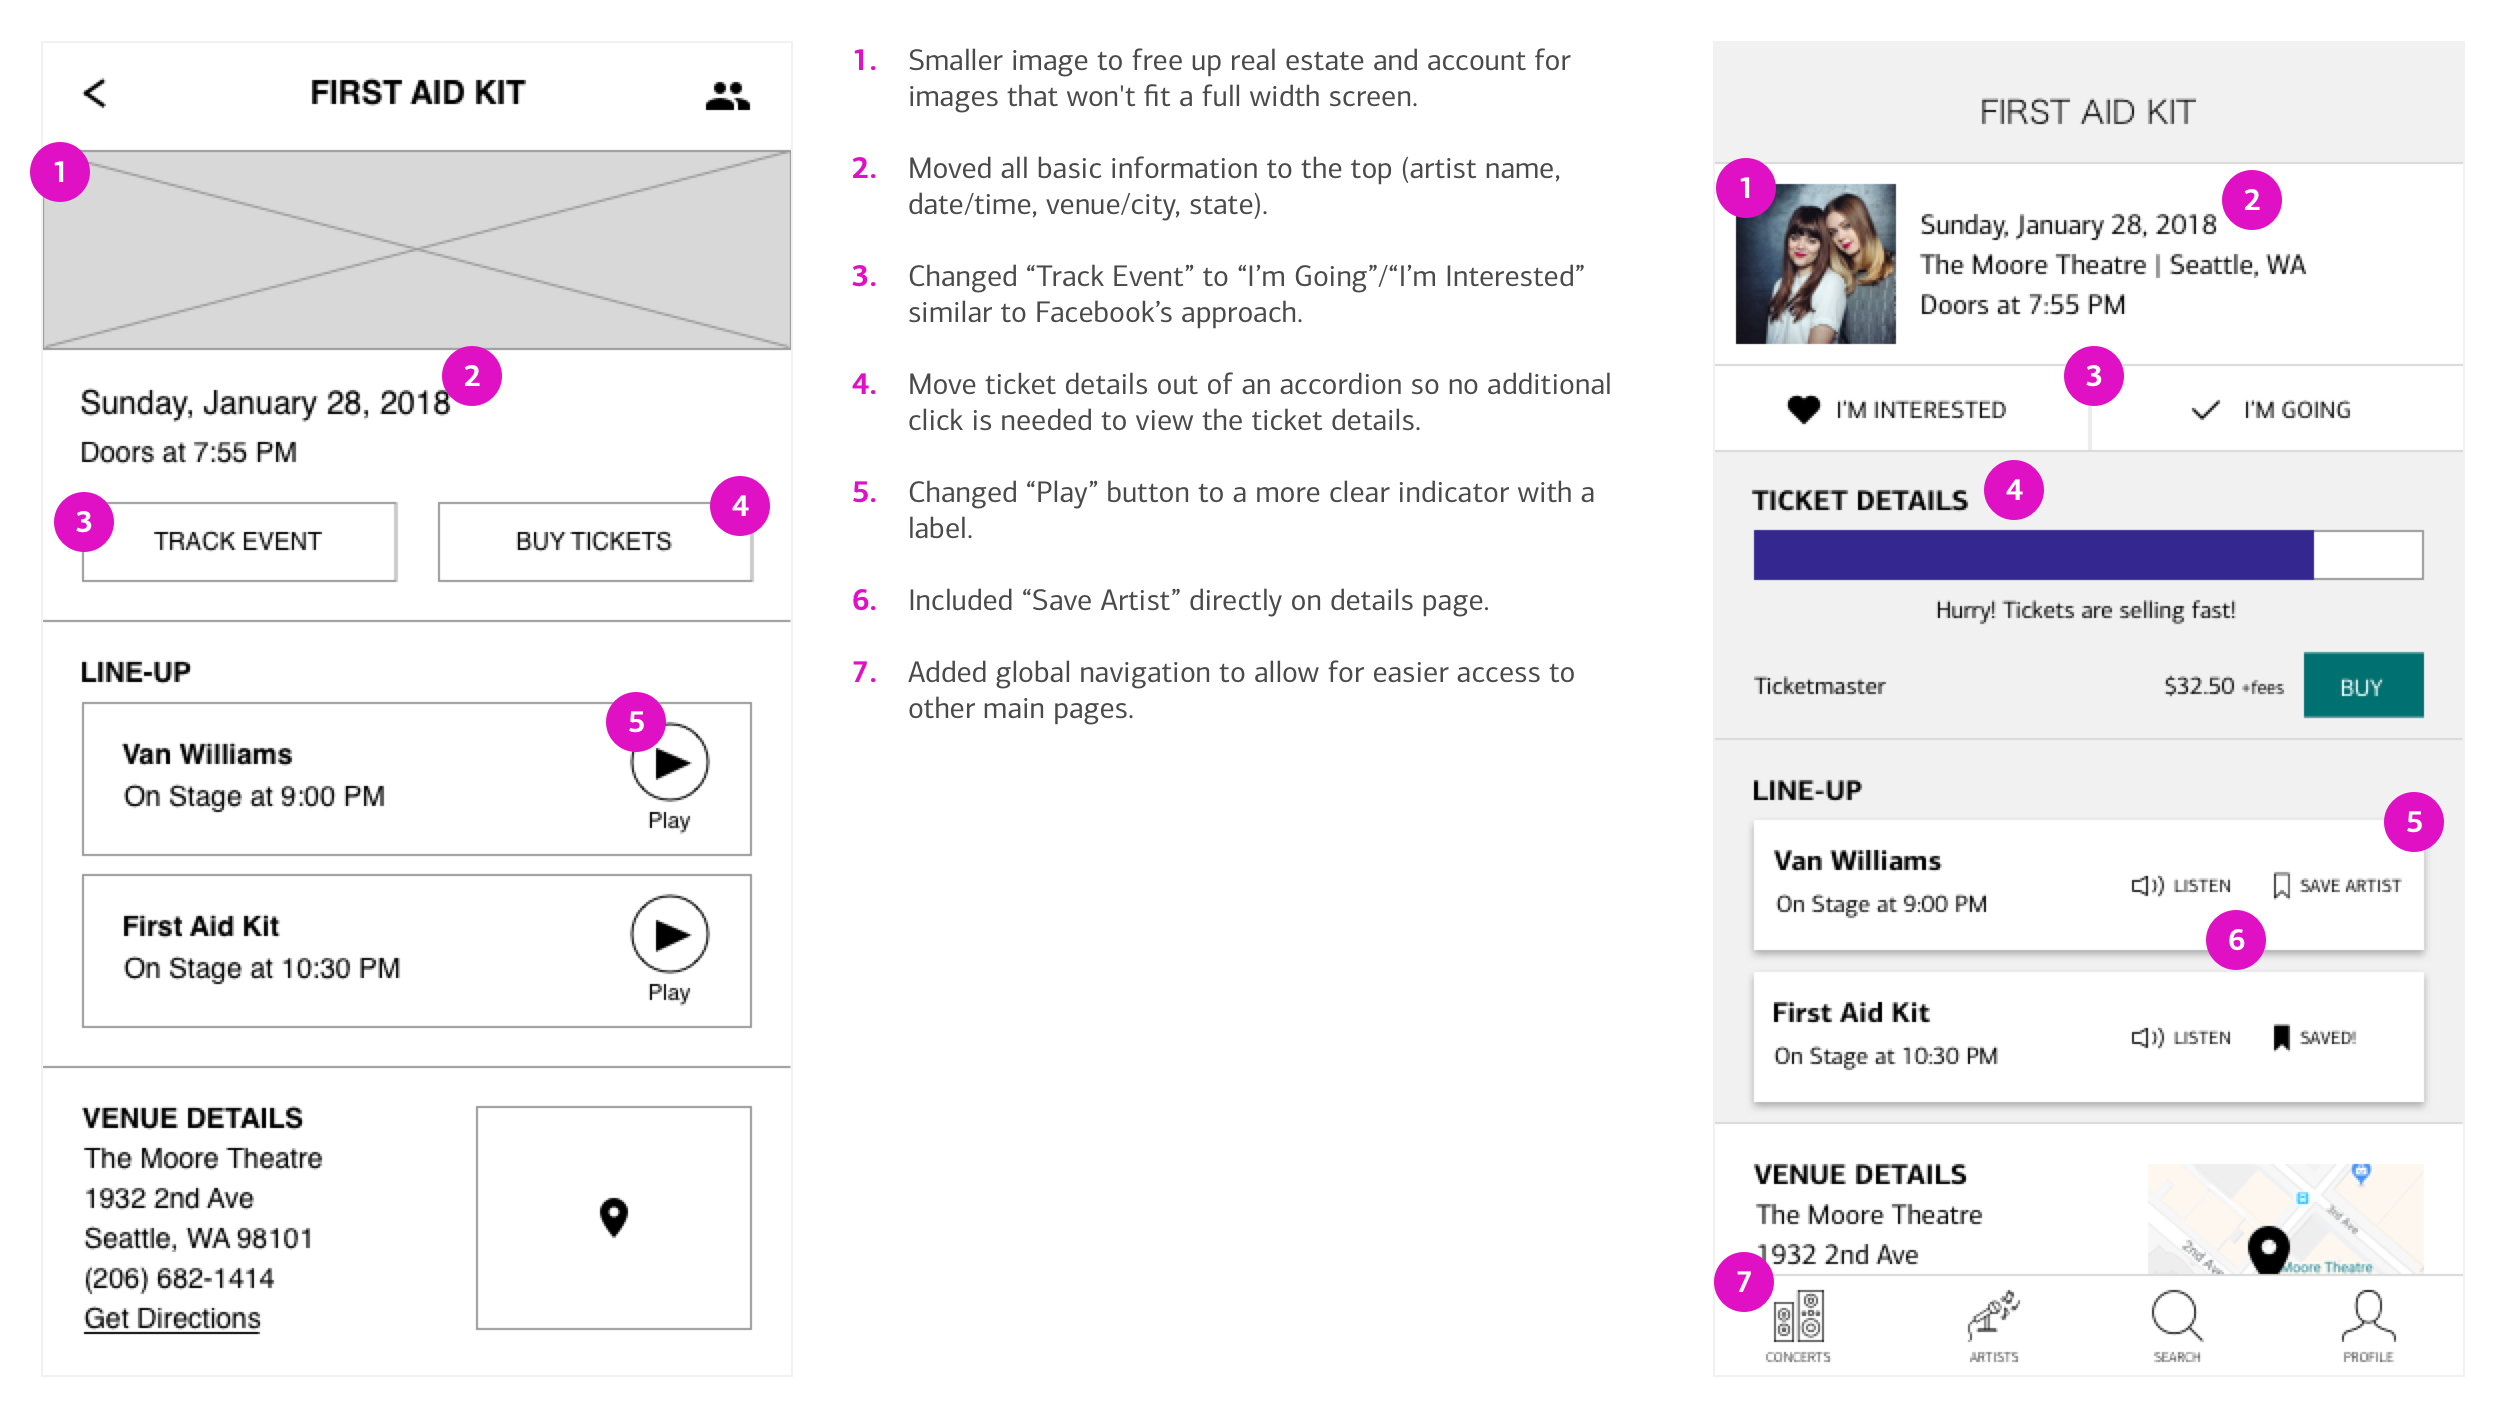 FIRST AID KIT
1
2
Sunday, January 28, 2018
Doors at 7:55 PM
3
TRACK EVENT
4
BUY TICKETS
LINE-UP
5
Van Williams
On Stage at 9:00 PM
Play
First Aid Kit
On Stage at 10:30 PM
Play
VENUE DETAILS
The Moore Theatre
1932 2nd Ave
Seattle, WA 98101
(206) 682-1414
Get Directions
1. Smaller image to free up real estate and account for
images that won't fit a full width screen.
2. Moved all basic information to the top (artist name,
date/time, venue/city, state).
3. Changed “Track Event” to “I’m Going”/“I’m Interested”
similar to Facebook’s approach.
4. Move ticket details out of an accordion so no additional
click is needed to view the ticket details.
5. Changed “Play” button to a more clear indicator with a
label.
6. Included “Save Artist” directly on details page.
7. Added global navigation to allow for easier access to
other main pages.
FIRST AID KIT
1
2
Sunday, January 28, 2018
The Moore Theatre | Seattle, WA
Doors at 7:55 PM
3
I'M INTERESTED
I'M GOING
TICKET DETAILS
4
Hurry! Tickets are selling fast!
Ticketmaster
$32.50 +fees
BUY
LINE-UP
5
Van Williams
On Stage at 9:00 PM
LISTEN
SAVE ARTIST
6
First Aid Kit
On Stage at 10:30 PM
LISTEN
SAVED!
VENUE DETAILS
The Moore Theatre
1932 2nd Ave
3rd Ave
2nd Ave
Moore Theatre
7
CONCERTS
ARTISTS
SEARCH
PROFILE